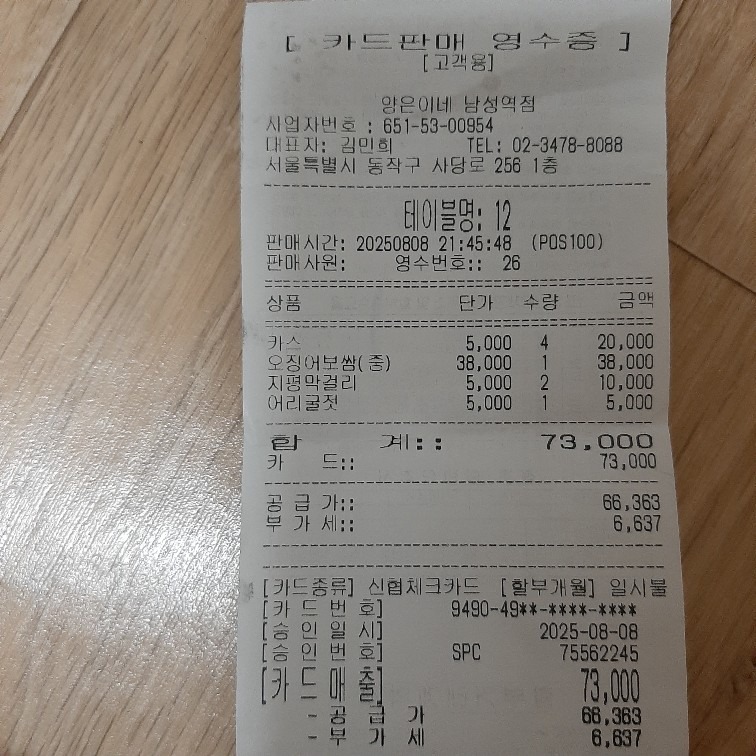 [ 카드판매 영수증 ]
[고객용]
양은이네 남성역점
사업자번호 : 651-53-00954
대표자: 김민희 TEL: 02-3478-8088
서울특별시 동작구 사당로 256 1층
테이블명: 12
판매시간: 20250808 21:45:48 (POS100)
판매사원: 영수번호:: 26
상품 단가 수량 금액
카스 5,000 4 20,000
오징어보쌈(중) 38,000 1 38,000
지평막걸리 5,000 2 10,000
어리굴젓 5,000 1 5,000
합 계:: 73,000
카 드:: 73,000
공 급 가:: 66,363
부 가 세:: 6,637
[카드종류] 신협체크카드 [할부개월] 일시불
[카 드 번 호] 9490-49**-****-****
[승 인 일 시] 2025-08-08
[승 인 번 호] SPC 75562245
[카 드 매 출] 73,000
- 공 급 가 66,363
- 부 가 세 6,637